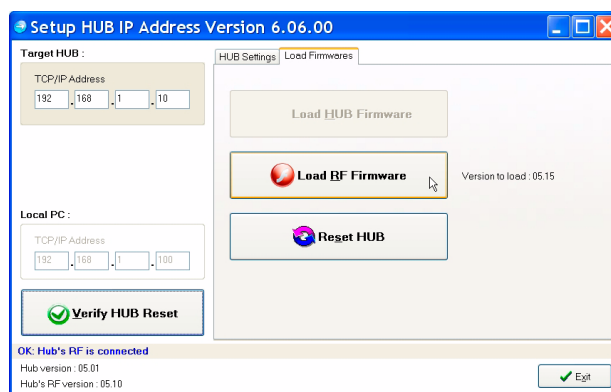 Setup HUB IP Address Version 6.06.00
Target HUB :
TCP/IP Address
192 . 168 . 1 . 10
HUB Settings
Load Firmwares
Load HUB Firmware
Load RF Firmware
Version to load : 05.15
Reset HUB
Local PC :
TCP/IP Address
192 . 168 . 1 . 100
Verify HUB Reset
OK: Hub's RF is connected
Hub version : 05.01
Hub's RF version : 05.10
Exit